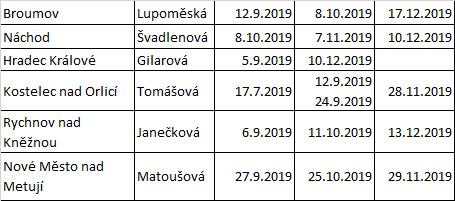 Broumov Lupoměská 12.9.2019 8.10.2019 17.12.2019
Náchod Švadlenová 8.10.2019 7.11.2019 10.12.2019
Hradec Králové Gilarová 5.9.2019 10.12.2019
Kostelec nad Orlicí Tomášová 17.7.2019 12.9.2019 28.11.2019
24.9.2019
Rychnov nad
Kněžnou Janečková 6.9.2019 11.10.2019 13.12.2019
Nové Město nad
Metují Matoušová 27.9.2019 25.10.2019 29.11.2019